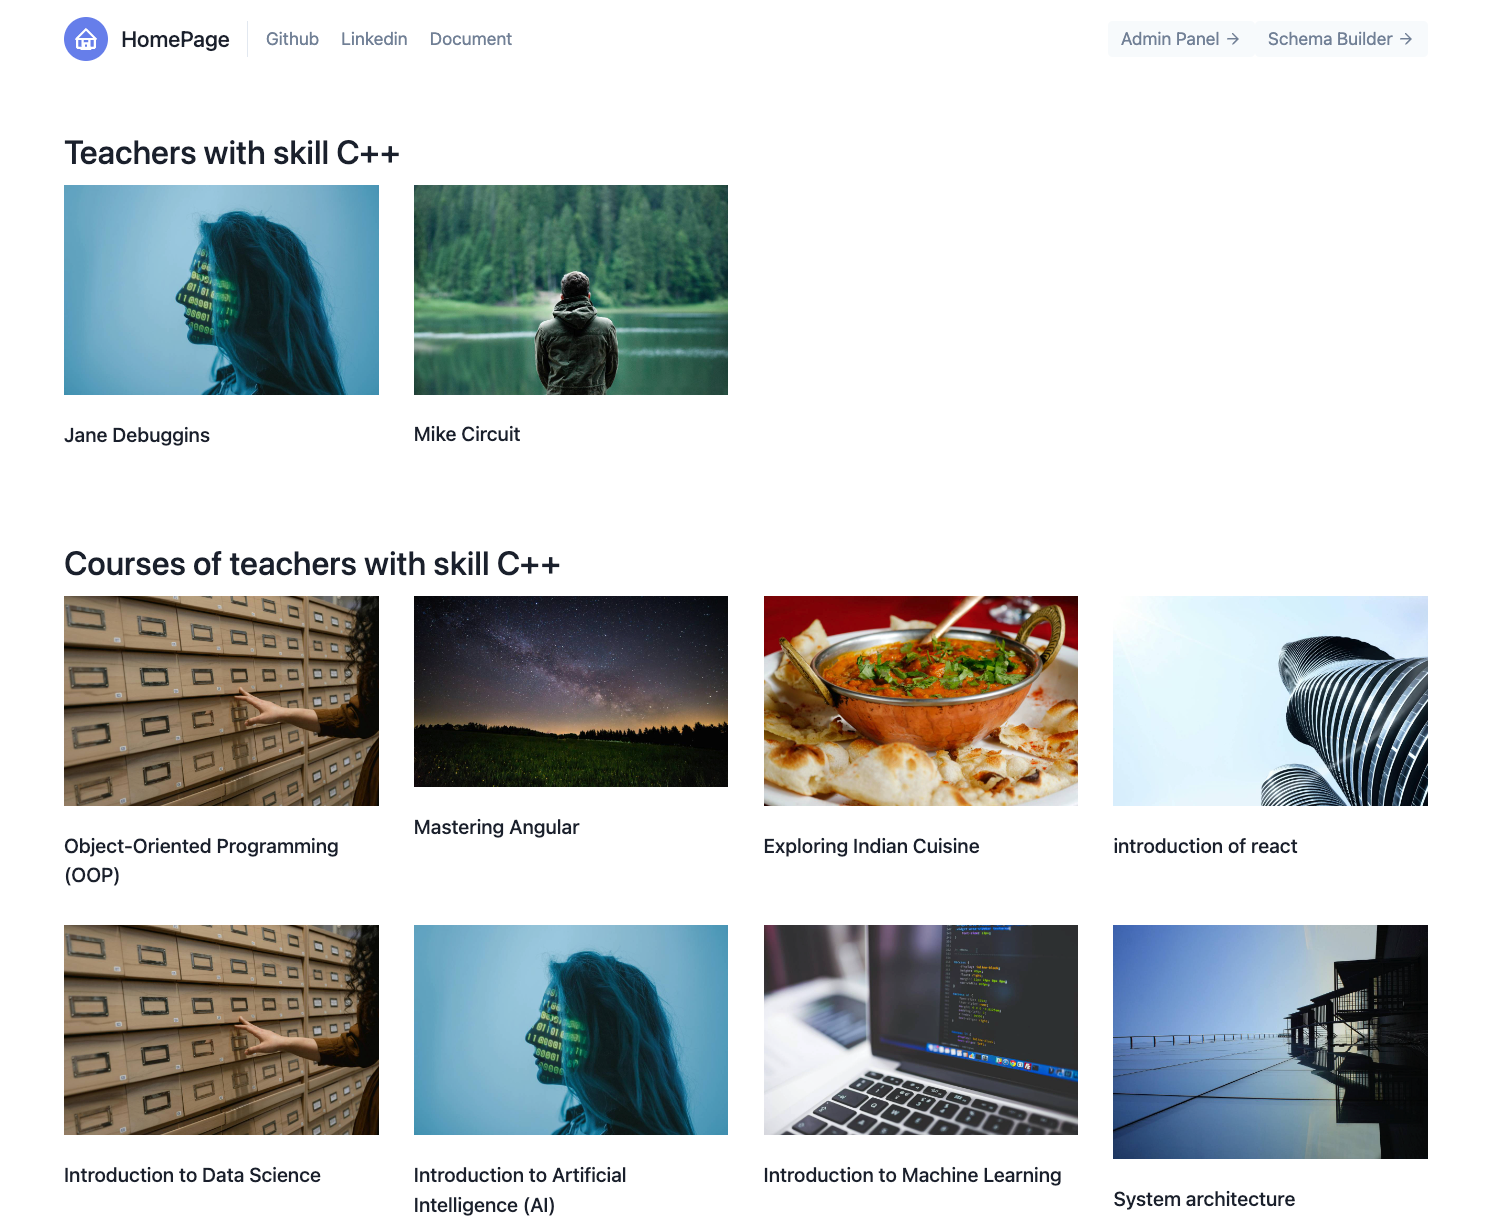 HomePage
Github
Linkedin
Document
Admin Panel →
Schema Builder →
Teachers with skill C++
Jane Debuggins
Mike Circuit
Courses of teachers with skill C++
Object-Oriented Programming
(OOP)
Mastering Angular
Exploring Indian Cuisine
introduction of react
Introduction to Data Science
Introduction to Artificial
Intelligence (AI)
Introduction to Machine Learning
System architecture